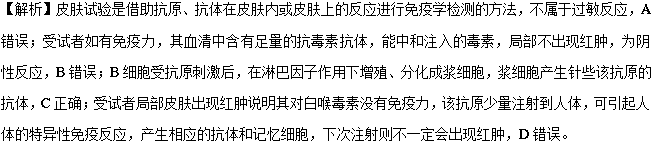 【解析】皮肤试验是借助抗原、抗体在皮肤内或皮肤上的反应进行免疫学检测的方法，不属于过敏反应，A
错误；受试者如有免疫力，其血清中含有足量的抗毒素抗体，能中和注入的毒素，局部不出现红肿，为阴
性反应，B 错误；B 细胞受抗原刺激后，在淋巴因子作用下增殖、分化成浆细胞，浆细胞产生针些该抗原的
抗体，C 正确；受试者局部皮肤出现红肿说明其对白喉毒素没有免疫力，该抗原少量注射到人体，可引起人
体的特异性免疫反应，产生相应的抗体和记忆细胞，下次注射则不一定会出现红肿，D 错误。